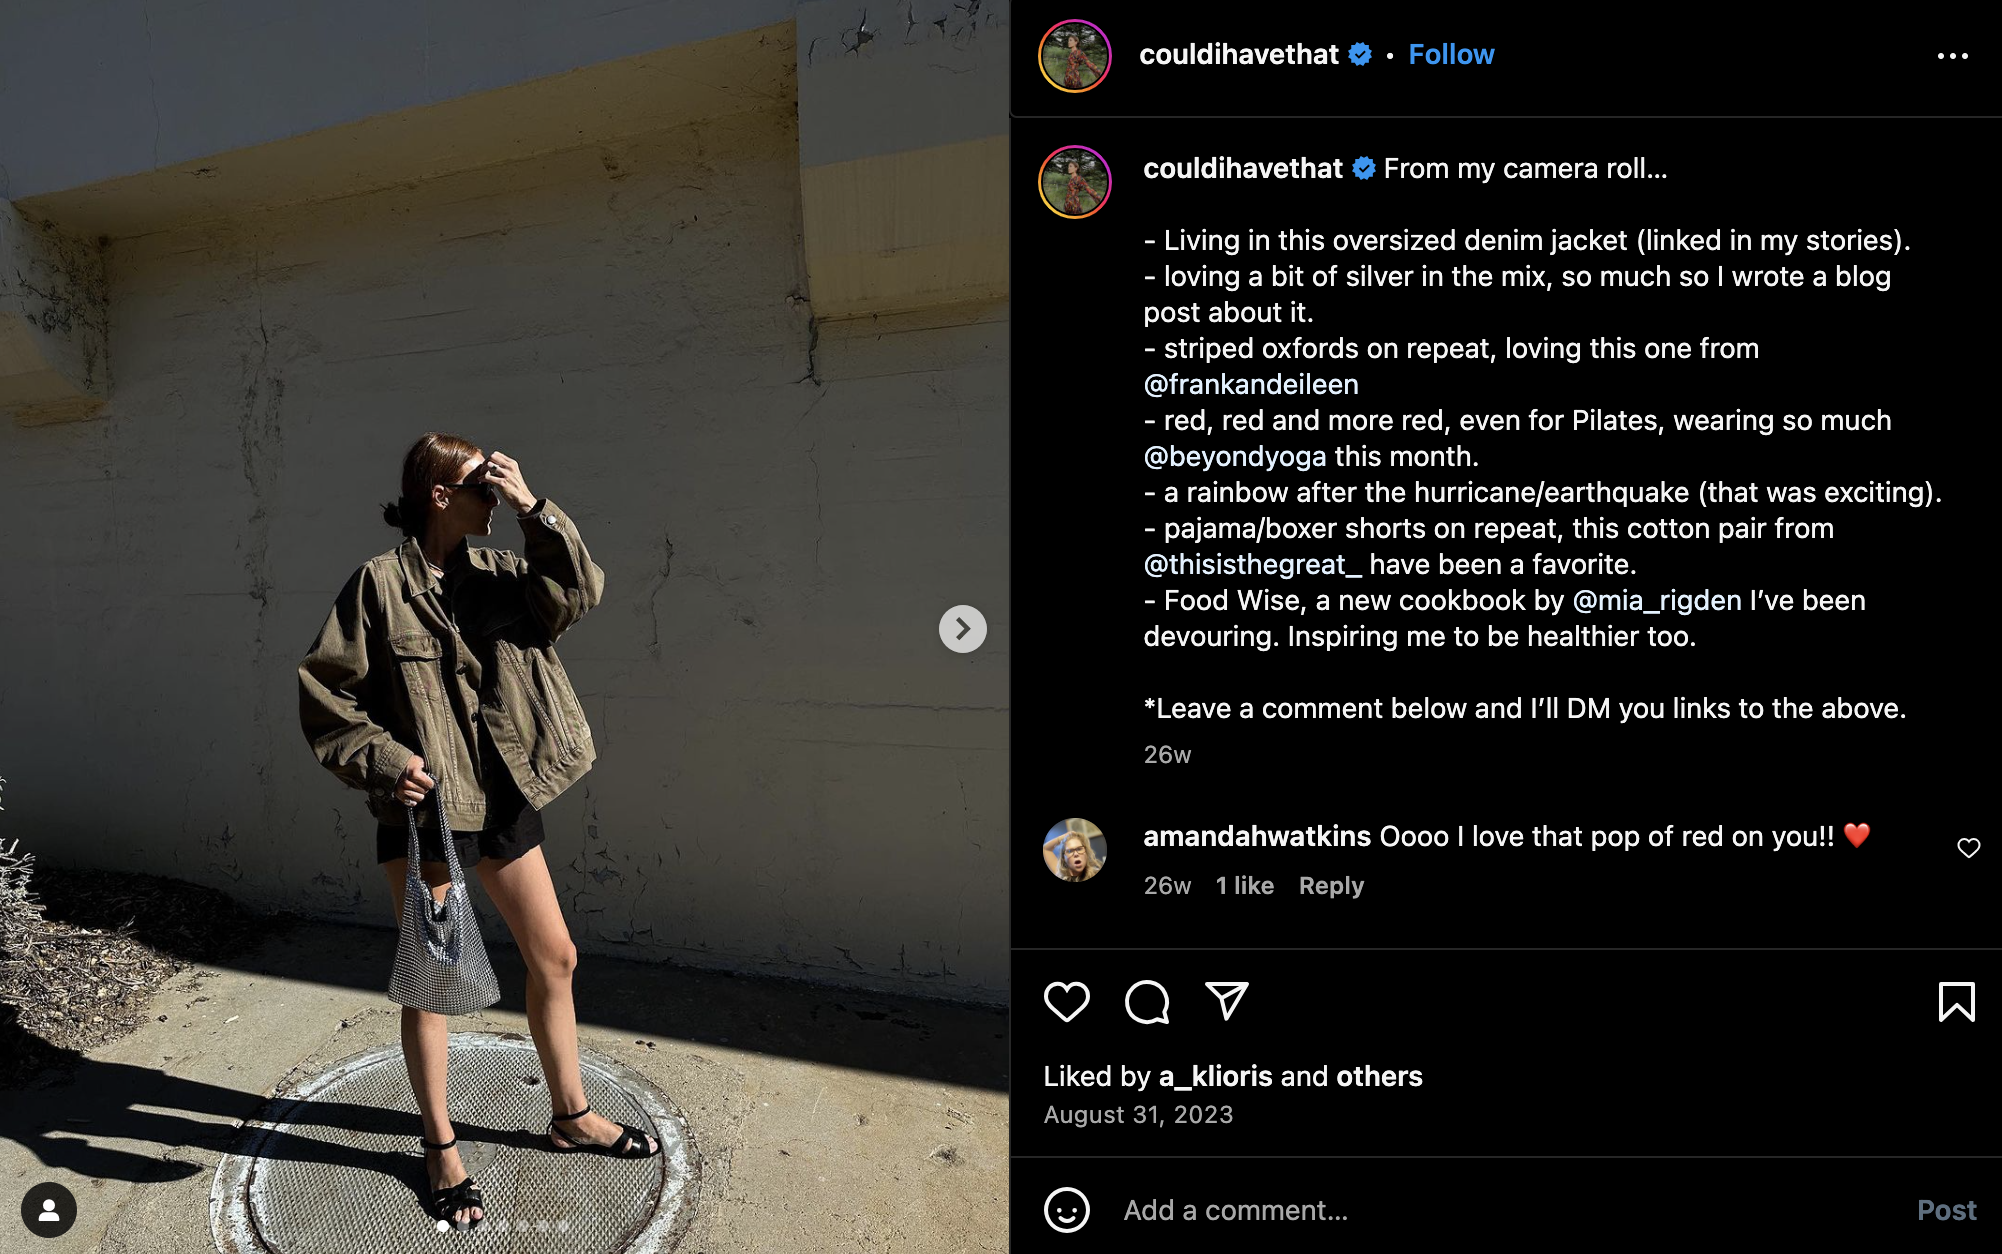 couldihavethat • Follow
couldihavethat From my camera roll...
- Living in this oversized denim jacket (linked in my stories).
- loving a bit of silver in the mix, so much so I wrote a blog
post about it.
- striped oxfords on repeat, loving this one from
@frankandeileen
- red, red and more red, even for Pilates, wearing so much
@beyondyoga this month.
- a rainbow after the hurricane/earthquake (that was exciting).
- pajama/boxer shorts on repeat, this cotton pair from
@thisisthegreat_ have been a favorite.
- Food Wise, a new cookbook by @mia_rigden I’ve been
devouring. Inspiring me to be healthier too.
*Leave a comment below and I’ll DM you links to the above.
26w
amandahwatkins Oooo I love that pop of red on you!! ❤️
26w 1 like Reply
Liked by a_klioris and others
August 31, 2023
Add a comment...
Post